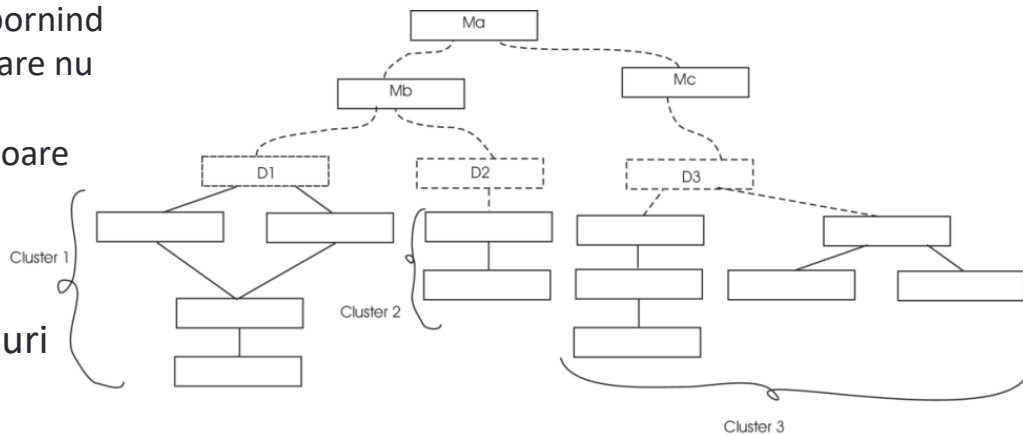 pornind
are nu
oare
uri
Ma
Mb
Mc
D1
D2
D3
Cluster 1
Cluster 2
Cluster 3